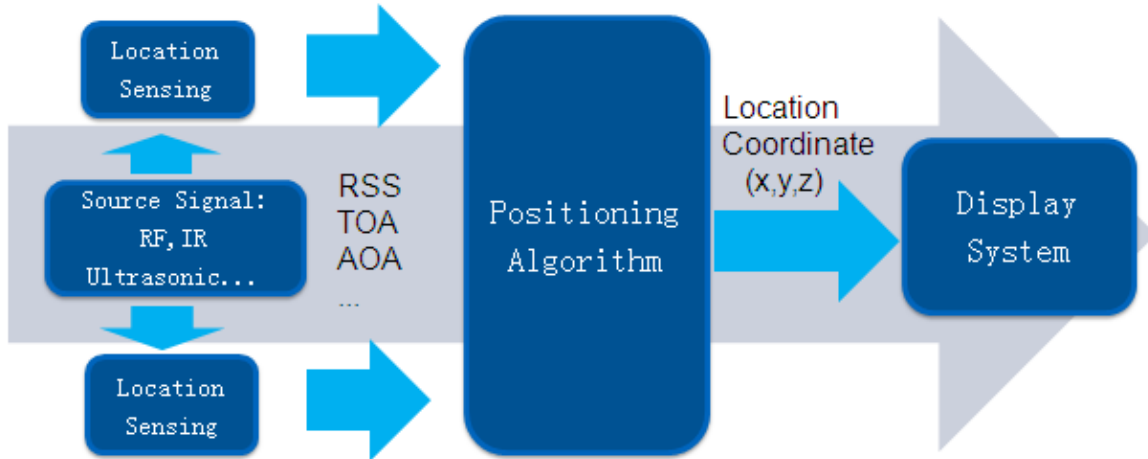 Location
Sensing
Source Signal:
RF, IR
Ultrasonic...
Location
Sensing
RSS
TOA
AOA
...
Positioning
Algorithm
Location
Coordinate
(x,y,z)
Display
System